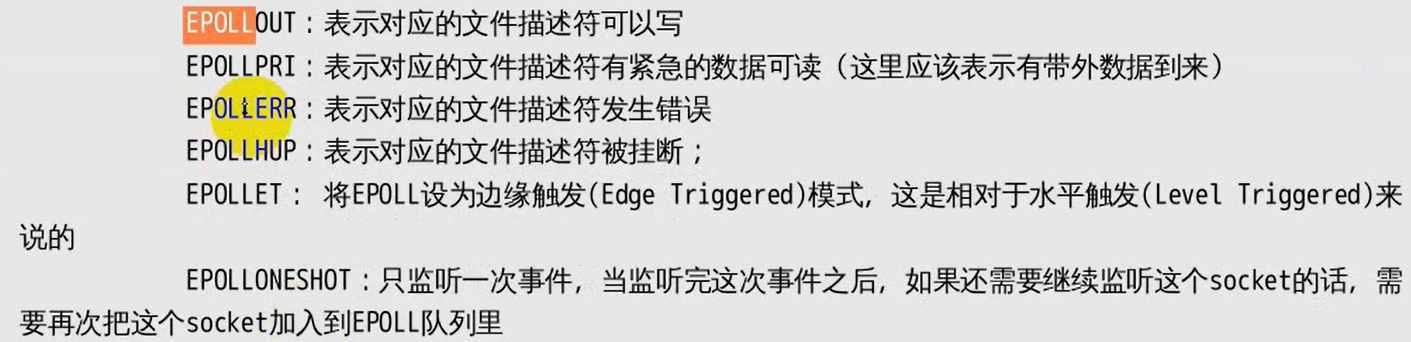 EPOLLOUT：表示对应的文件描述符可以写
EPOLLPRI：表示对应的文件描述符有紧急的数据可读（这里应该表示有带外数据到来）
EPOLLERR：表示对应的文件描述符发生错误
EPOLLHUP：表示对应的文件描述符被挂断；
EPOLLET： 将EPOLL设为边缘触发(Edge Triggered)模式，这是相对于水平触发(Level Triggered)来
说的
EPOLLONESHOT：只监听一次事件，当监听完这次事件之后，如果还需要继续监听这个socket的话，需
要再次把这个socket加入到EPOLL队列里